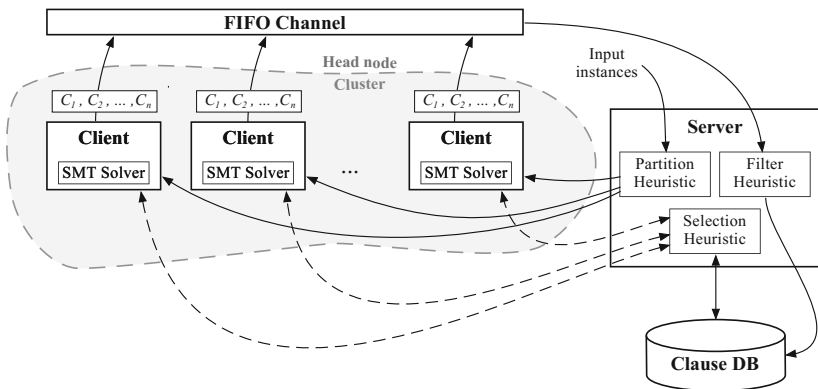 FIFO Channel
Head node
Cluster
Input
instances
C1 , C2 , ... ,Cn
C1 , C2 , ... ,Cn
C1 , C2 , ... ,Cn
Client
Client
Client
SMT Solver
SMT Solver
...
SMT Solver
Server
Partition
Heuristic
Filter
Heuristic
Selection
Heuristic
Clause DB